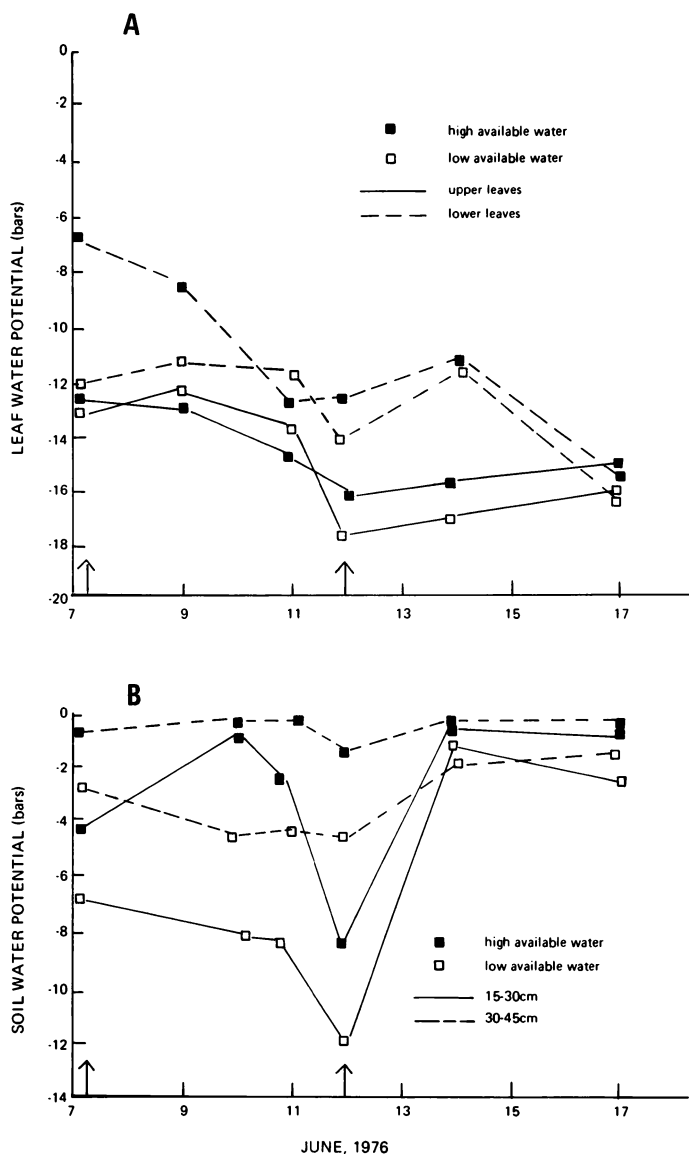 A
LEAF WATER POTENTIAL (bars)
0
-2
-4
-6
-8
-10
-12
-14
-16
-18
-20
high available water
low available water
upper leaves
lower leaves
7 9 11 13 15 17
B
SOIL WATER POTENTIAL (bars)
0
-2
-4
-6
-8
-10
-12
-14
high available water
low available water
15-30cm
30-45cm
7 9 11 13 15 17
JUNE, 1976